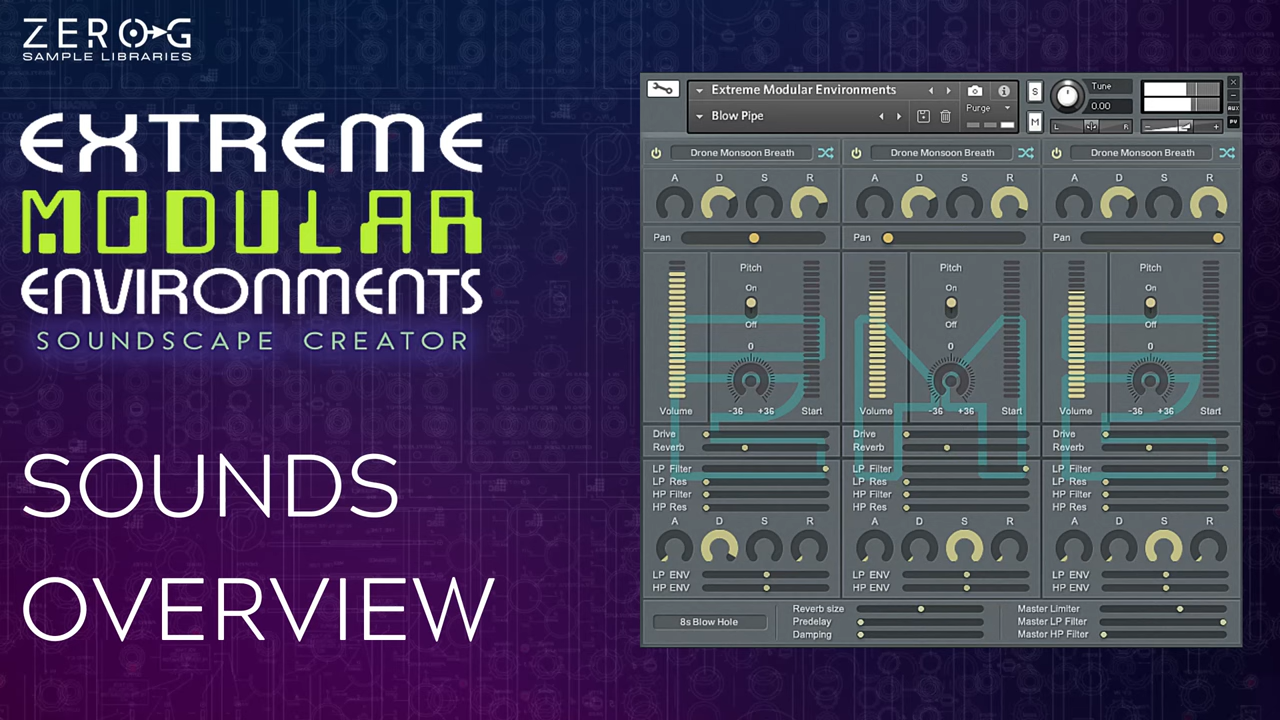 ZERO-G
SAMPLE LIBRARIES
EXTREME
MODULAR
ENVIRONMENTS
SOUNDSCAPE CREATOR
SOUNDS
OVERVIEW
Extreme Modular Environments
Blow Pipe
Purge
S
M
Tune
0.00
L R
- +
AUX
PV
Drone Monsoon Breath Drone Monsoon Breath Drone Monsoon Breath
A D S R A D S R A D S R
Pan Pan Pan
Pitch Pitch Pitch
On On On
Off Off Off
EME
0 0 0
Volume -36 +36 Start Volume -36 +36 Start Volume -36 +36 Start
Drive Drive Drive
Reverb Reverb Reverb
LP Filter LP Filter LP Filter
LP Res LP Res LP Res
HP Filter HP Filter HP Filter
HP Res HP Res HP Res
A D S R A D S R A D S R
LP ENV LP ENV LP ENV
HP ENV HP ENV HP ENV
8s Blow Hole
Reverb size Master Limiter
Predelay Master LP Filter
Damping Master HP Filter